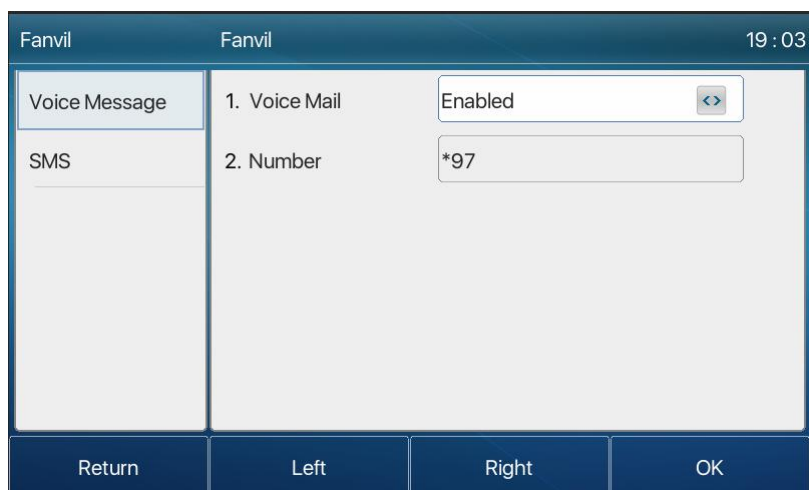 Fanvil Fanvil 19:03
Voice Message
SMS
1. Voice Mail Enabled <>
2. Number *97
Return Left Right OK